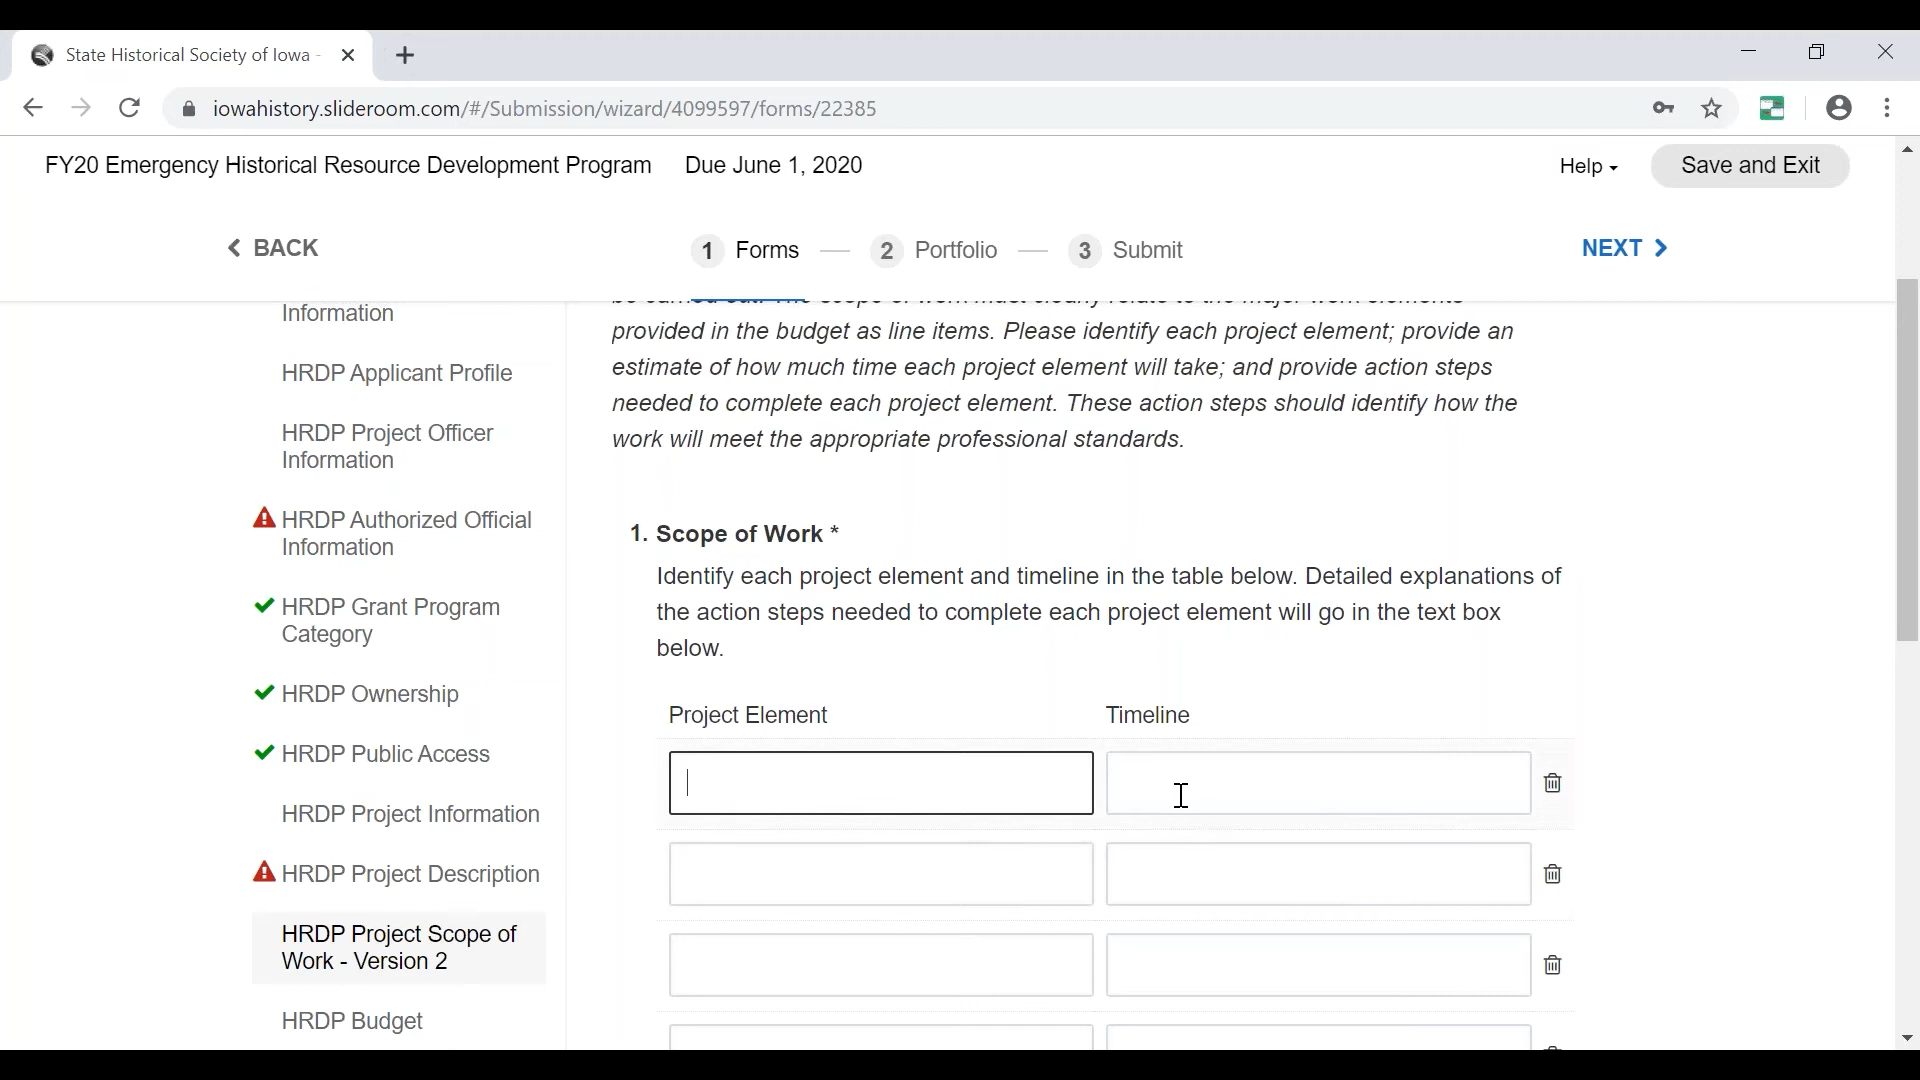 State Historical Society of Iowa -
iowahistory.slideroom.com/#/Submission/wizard/4099597/forms/22385
FY20 Emergency Historical Resource Development Program Due June 1, 2020
Help
Save and Exit
BACK
1 Forms
2 Portfolio
3 Submit
NEXT
Information
HRDP Applicant Profile
HRDP Project Officer
Information
HRDP Authorized Official
Information
HRDP Grant Program
Category
HRDP Ownership
HRDP Public Access
HRDP Project Information
HRDP Project Description
HRDP Project Scope of
Work - Version 2
HRDP Budget
provided in the budget as line items. Please identify each project element; provide an
estimate of how much time each project element will take; and provide action steps
needed to complete each project element. These action steps should identify how the
work will meet the appropriate professional standards.
1. Scope of Work *
Identify each project element and timeline in the table below. Detailed explanations of
the action steps needed to complete each project element will go in the text box
below.
Project Element
Timeline